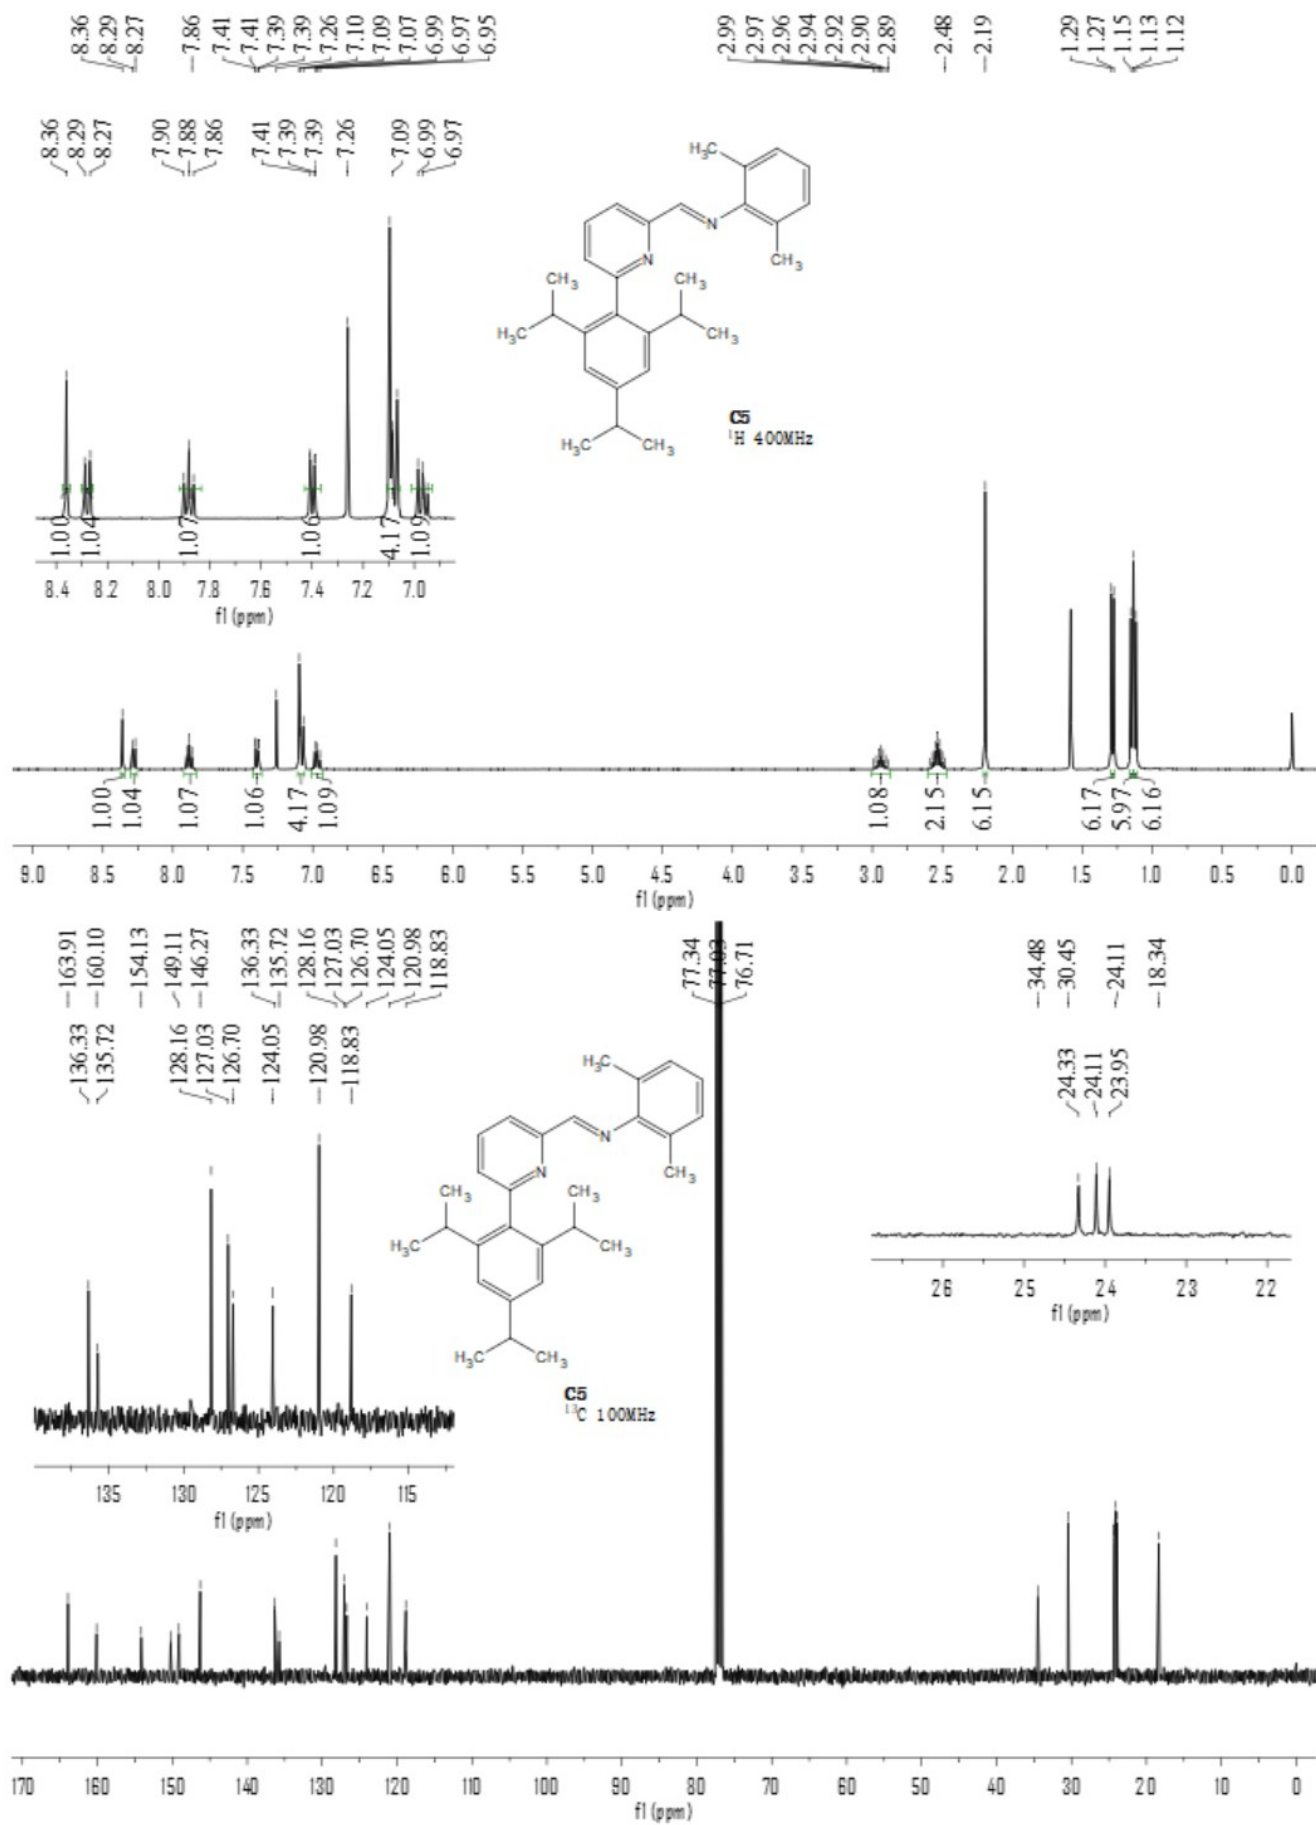 8.36 8.29 8.27 7.86 7.41 7.41 7.39 7.39 7.26 7.10 7.09 7.07 6.99 6.97 6.95 2.99 2.97 2.96 2.94 2.92 2.90 2.89 2.48 2.19 1.29 1.27 1.15 1.13 1.12
8.36 8.29 8.27 7.90 7.88 7.86 7.41 7.39 7.39 7.26 7.09 6.99 6.97
H₃C
N
N
CH₃
CH₃ CH₃
H₃C CH₃
H₃C CH₃
C5
¹H 400MHz
1.00 1.04 1.07 1.06 4.17 1.09
8.4 8.2 8.0 7.8 7.6 7.4 7.2 7.0
f1 (ppm)
1.00 1.04 1.07 1.06 4.17 1.09 1.08 2.15 6.15 6.17 5.97 6.16
9.0 8.5 8.0 7.5 7.0 6.5 6.0 5.5 5.0 4.5 4.0 3.5 3.0 2.5 2.0 1.5 1.0 0.5 0.0
f1 (ppm)
163.91 160.10 154.13 149.11 146.27 136.33 135.72 128.16 127.03 126.70 124.05 120.98 118.83 77.34 77.03 76.71 34.48 30.45 24.11 18.34
136.33 135.72 128.16 127.03 126.70 124.05 120.98 118.83
24.33 24.11 23.95
H₃C
N
N
CH₃
CH₃ CH₃
H₃C CH₃
H₃C CH₃
C5
¹³C 100MHz
26 25 24 23 22
f1 (ppm)
135 130 125 120 115
f1 (ppm)
170 160 150 140 130 120 110 100 90 80 70 60 50 40 30 20 10 0
f1 (ppm)